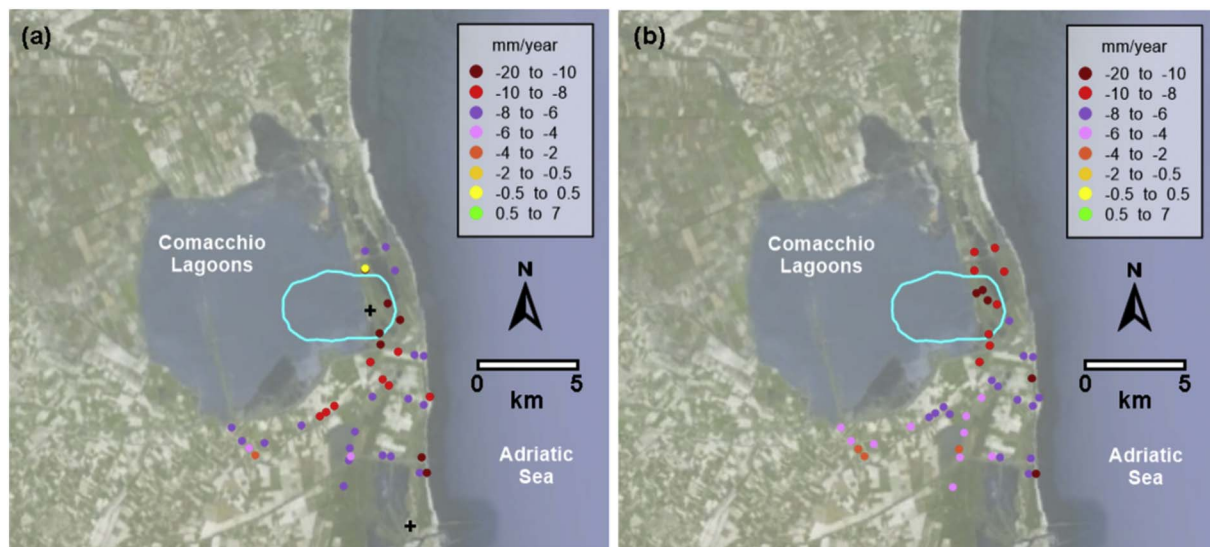 (a)
mm/year
-20 to -10
-10 to -8
-8 to -6
-6 to -4
-4 to -2
-2 to -0.5
-0.5 to 0.5
0.5 to 7
Comacchio
Lagoons
N
0 5
km
Adriatic
Sea
(b)
mm/year
-20 to -10
-10 to -8
-8 to -6
-6 to -4
-4 to -2
-2 to -0.5
-0.5 to 0.5
0.5 to 7
Comacchio
Lagoons
N
0 5
km
Adriatic
Sea